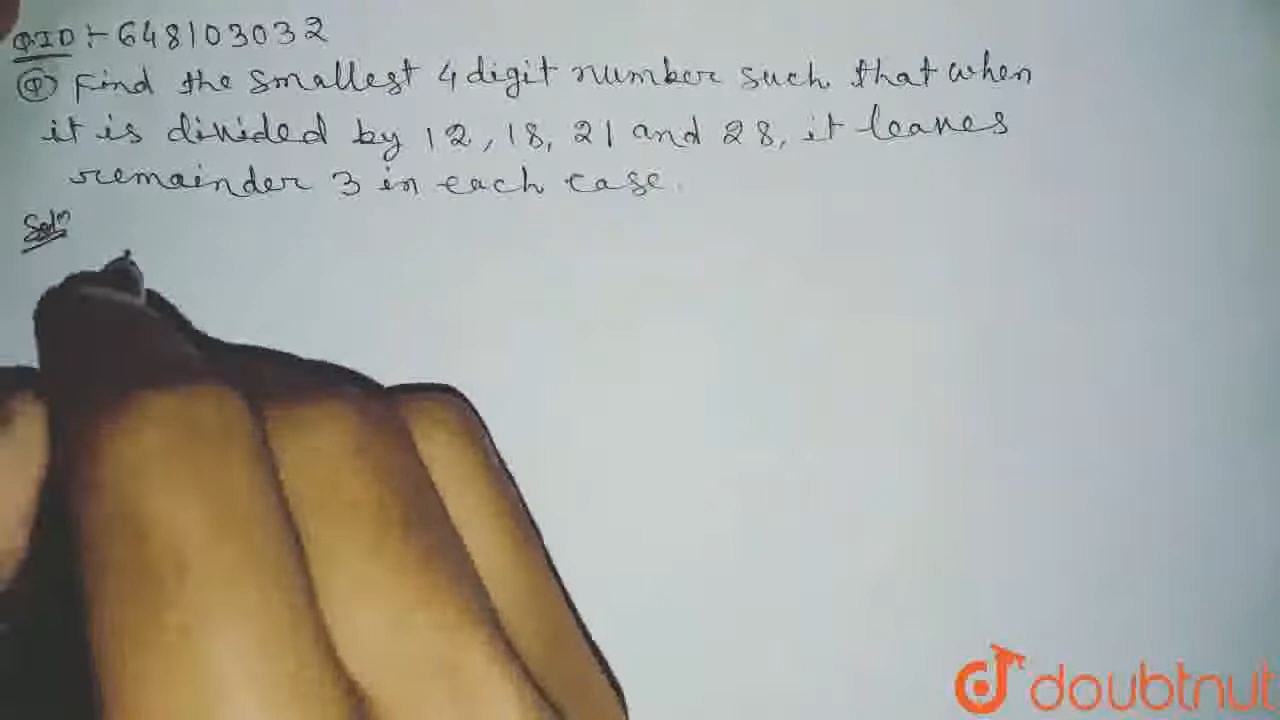 QID :- 648103032
Q) Find the smallest 4 digit number such that when
it is divided by 12, 18, 21 and 28, it leaves
remainder 3 in each case.
Solⁿ
doubtnut